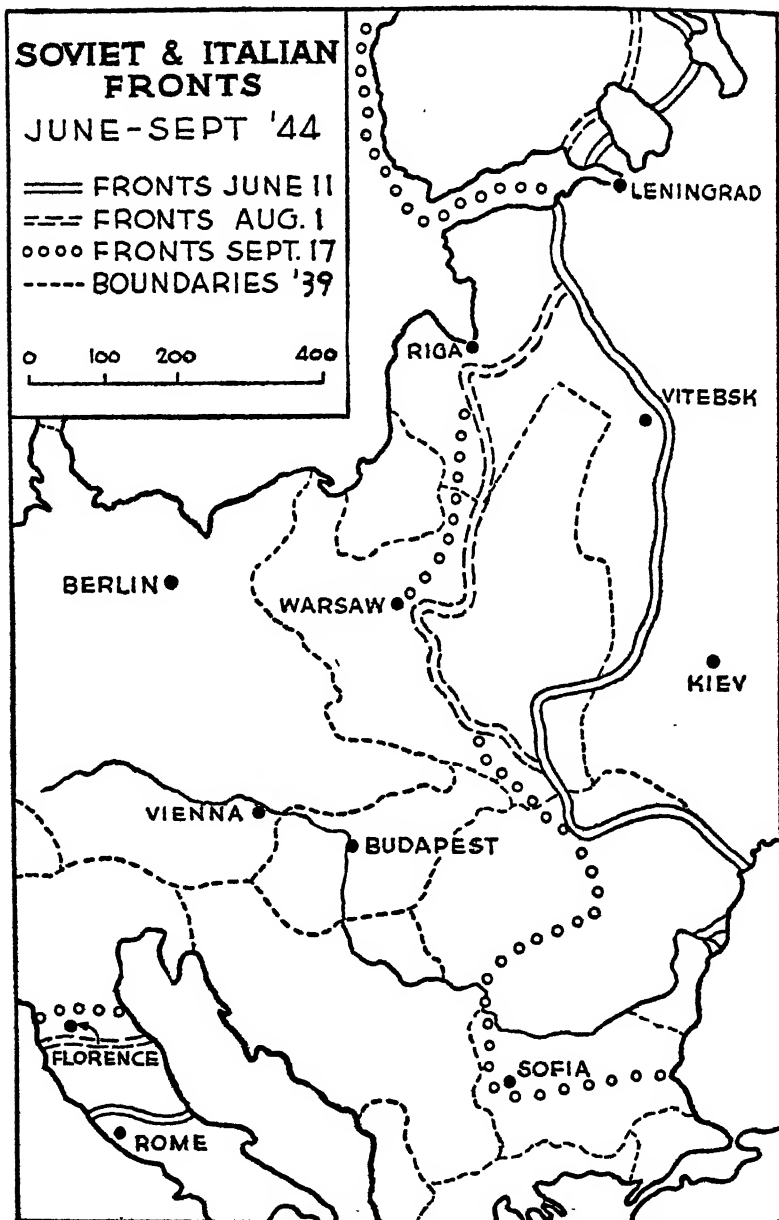 SOVIET & ITALIAN
FRONTS
JUNE-SEPT '44
FRONTS JUNE 11
FRONTS AUG. 1
FRONTS SEPT. 17
BOUNDARIES '39
0 100 200 400
LENINGRAD
RIGA
VITEBSK
BERLIN
WARSAW
KIEV
VIENNA
BUDAPEST
FLORENCE
SOFIA
ROME